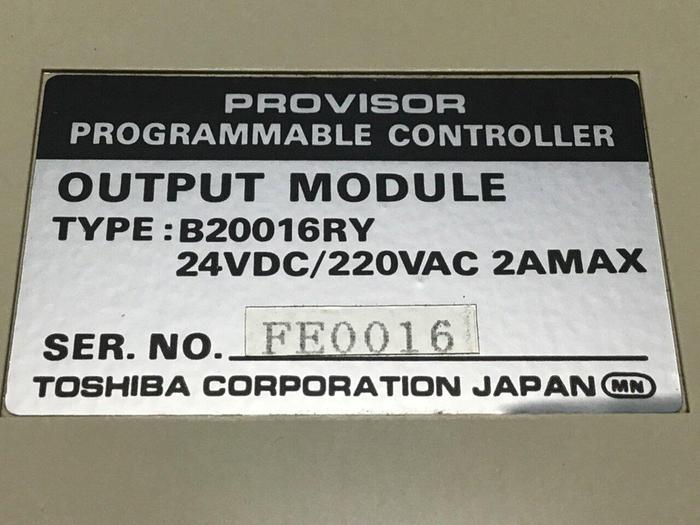 PROVISOR
PROGRAMMABLE CONTROLLER
OUTPUT MODULE
TYPE : B20016RY
24VDC/220VAC 2AMAX
SER. NO. FE0016
TOSHIBA CORPORATION JAPAN MN